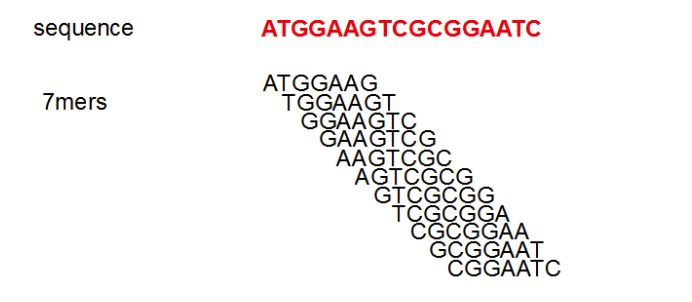 sequence ATGGAAGTCGCGGAATC
ATGGAAG
7mers TGGAAGT
GGAAGTC
GAAGTCG
AAGTCGC
AGTCGCG
GTCGCGG
TCGCGGA
CGCGGAA
GCGGAAT
CGGAATC